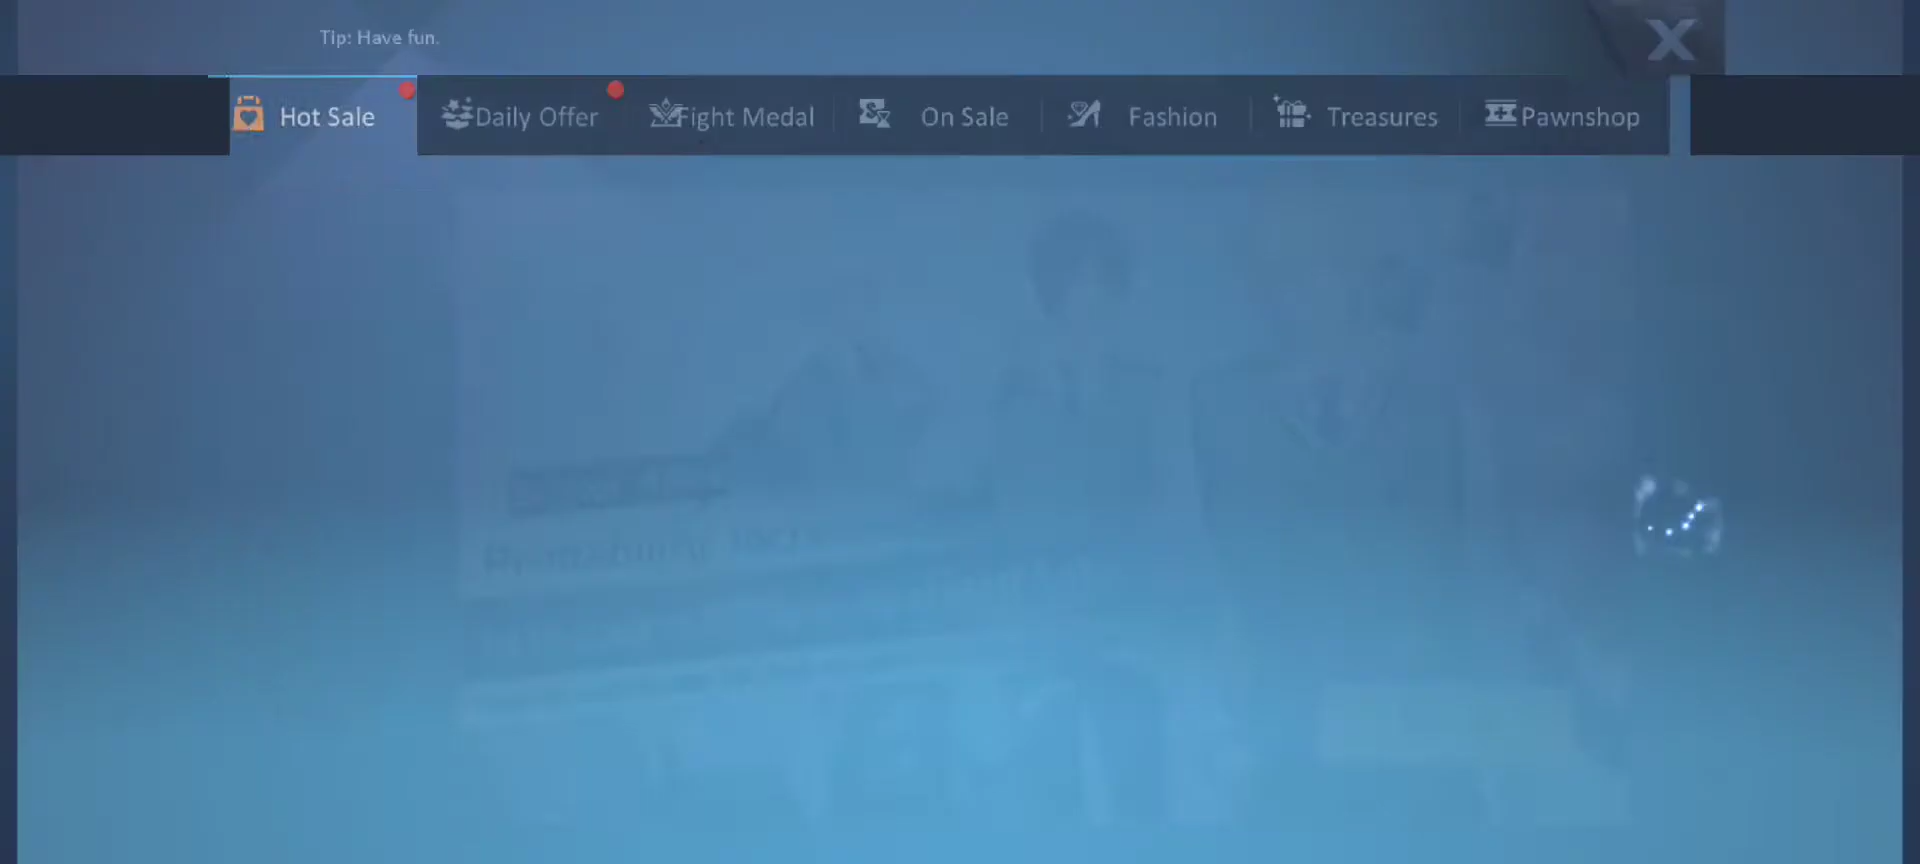 Tip: Have fun.
Hot Sale
Daily Offer
Fight Medal
On Sale
Fashion
Treasures
Pawnshop